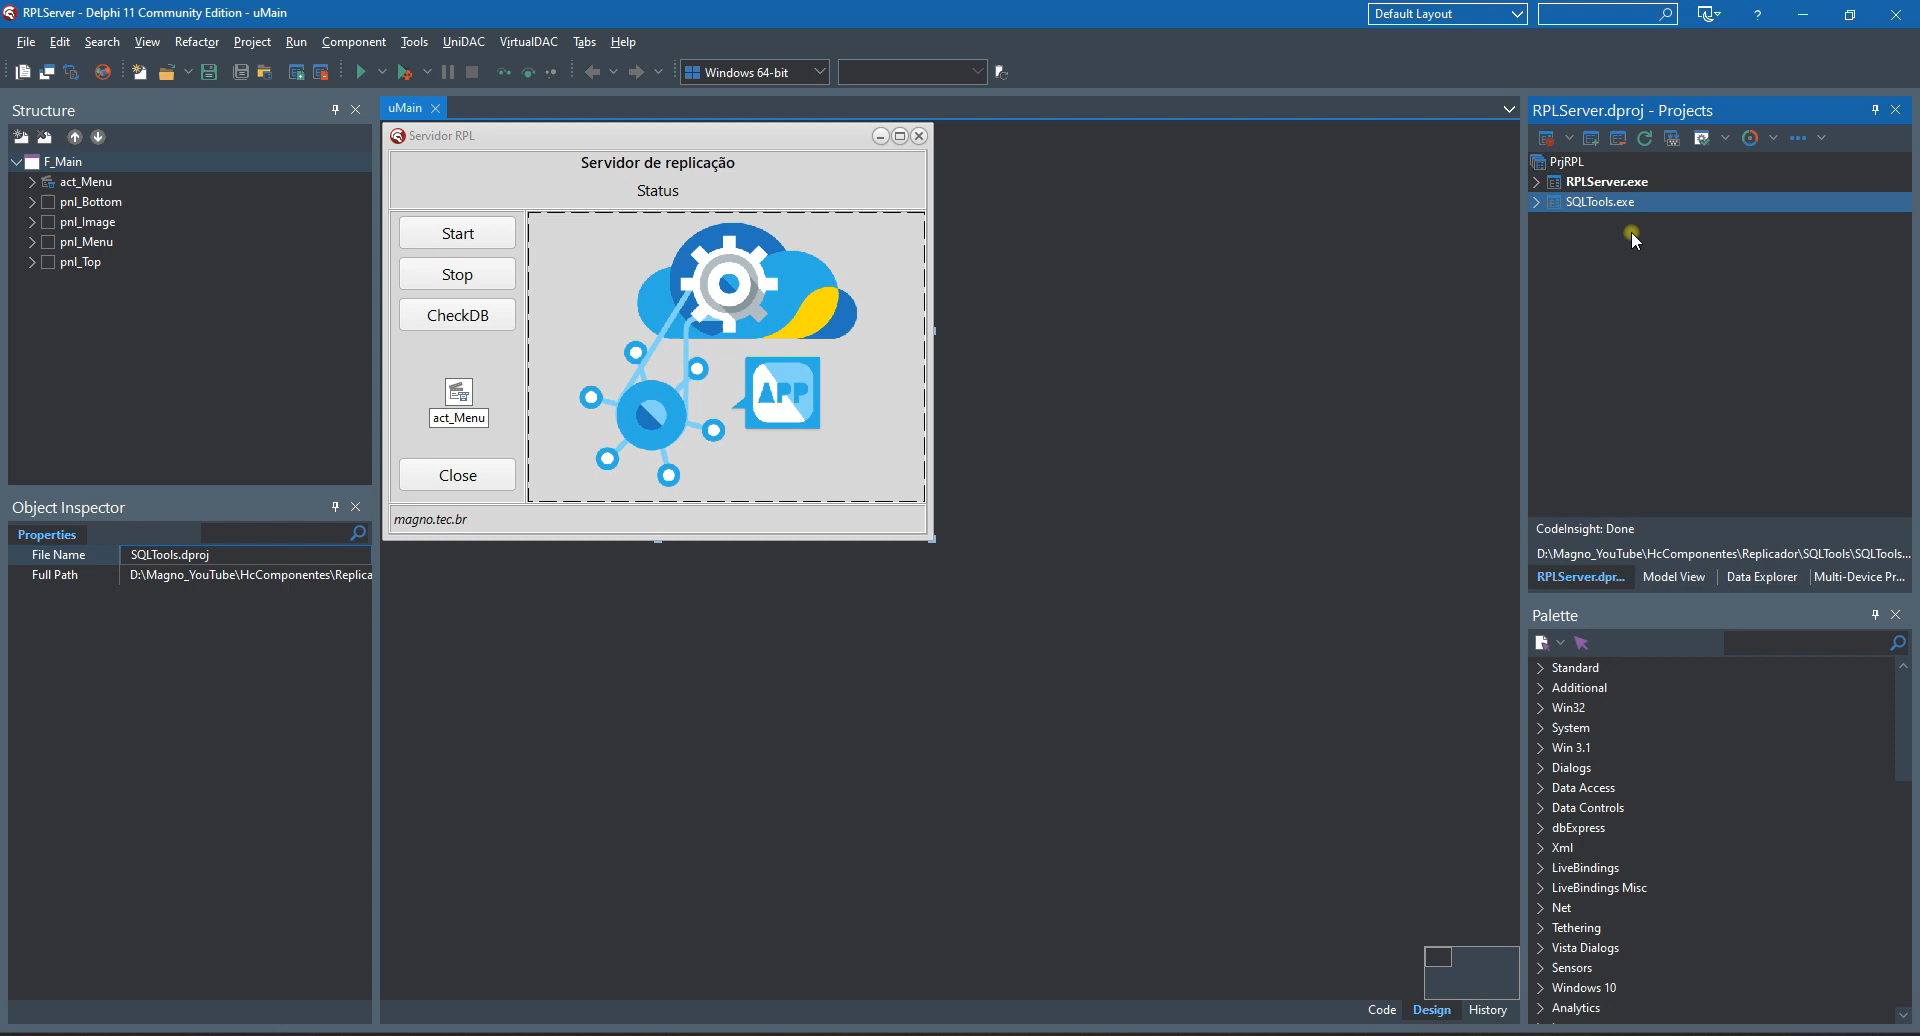 RPLServer - Delphi 11 Community Edition - uMain
Default Layout
?
File Edit Search View Refactor Project Run Component Tools UniDAC VirtualDAC Tabs Help
Windows 64-bit
Structure
F_Main
act_Menu
pnl_Bottom
pnl_Image
pnl_Menu
pnl_Top
Object Inspector
Properties
File Name SQLTools.dproj
Full Path D:\Magno_YouTube\HcComponentes\Replica
uMain
Servidor RPL
Servidor de replicação
Status
Start
Stop
CheckDB
act_Menu
Close
APP
magno.tec.br
Code Design History
RPLServer.dproj - Projects
PrjRPL
RPLServer.exe
SQLTools.exe
CodeInsight: Done
D:\Magno_YouTube\HcComponentes\Replicador\SQLTools\SQLTools...
RPLServer.dpr... Model View Data Explorer Multi-Device Pr...
Palette
Standard
Additional
Win32
System
Win 3.1
Dialogs
Data Access
Data Controls
dbExpress
Xml
LiveBindings
LiveBindings Misc
Net
Tethering
Vista Dialogs
Sensors
Windows 10
Analytics